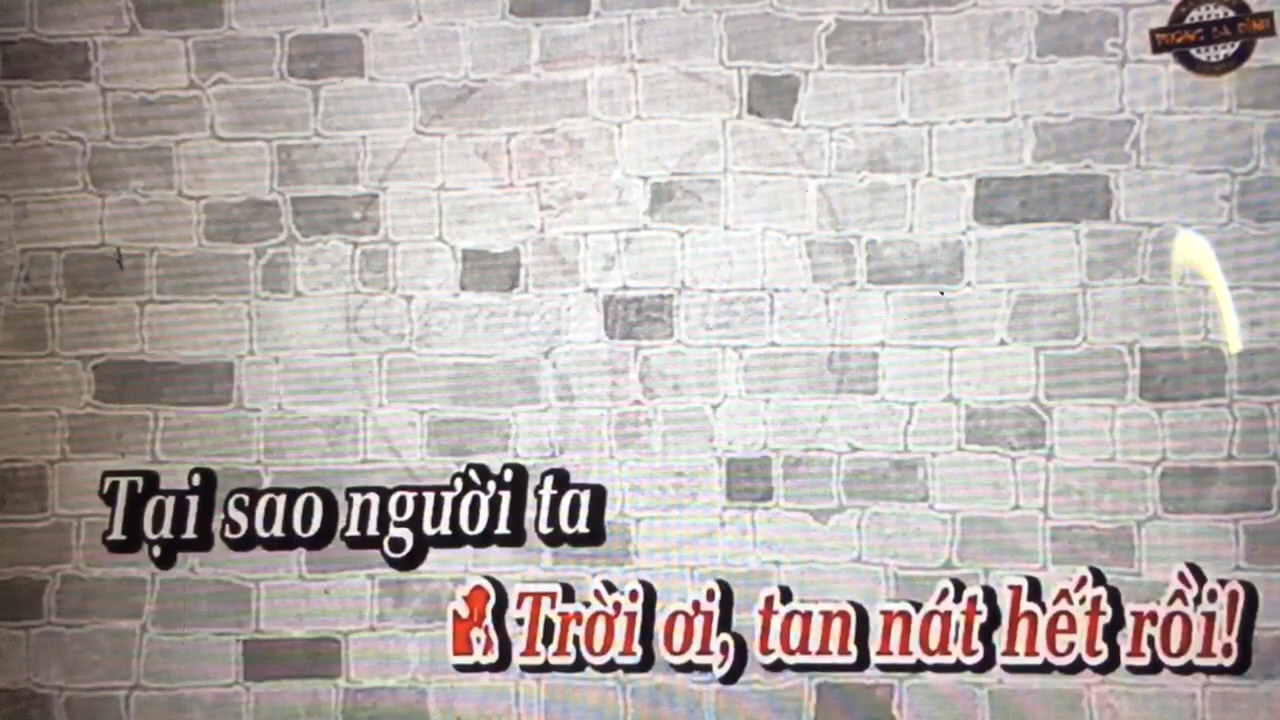 Tại sao người ta
Trời ơi, tan nát hết rồi!